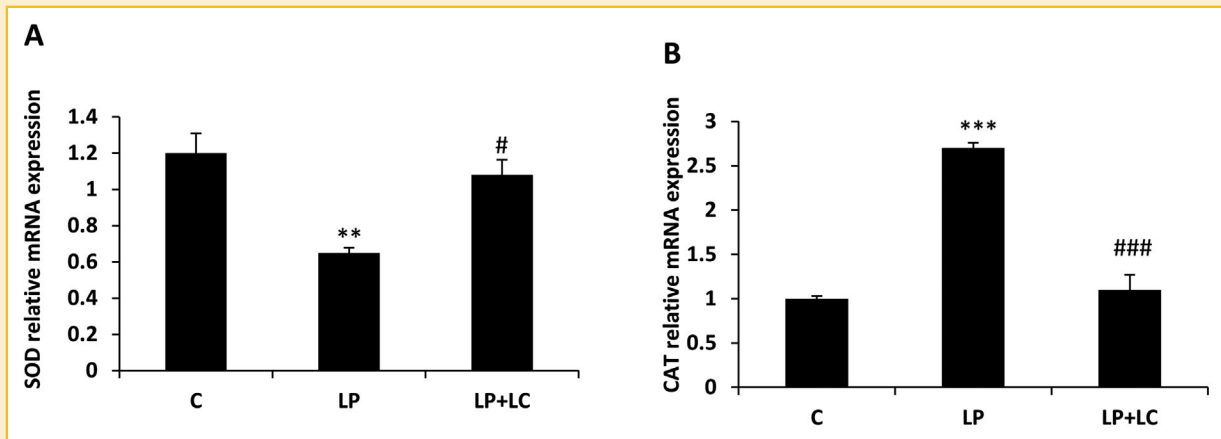 A
SOD relative mRNA expression
1.4
1.2
1
0.8
0.6
0.4
0.2
0
#
**
C
LP
LP+LC
B
CAT relative mRNA expression
3
2.5
2
1.5
1
0.5
0
***
###
C
LP
LP+LC